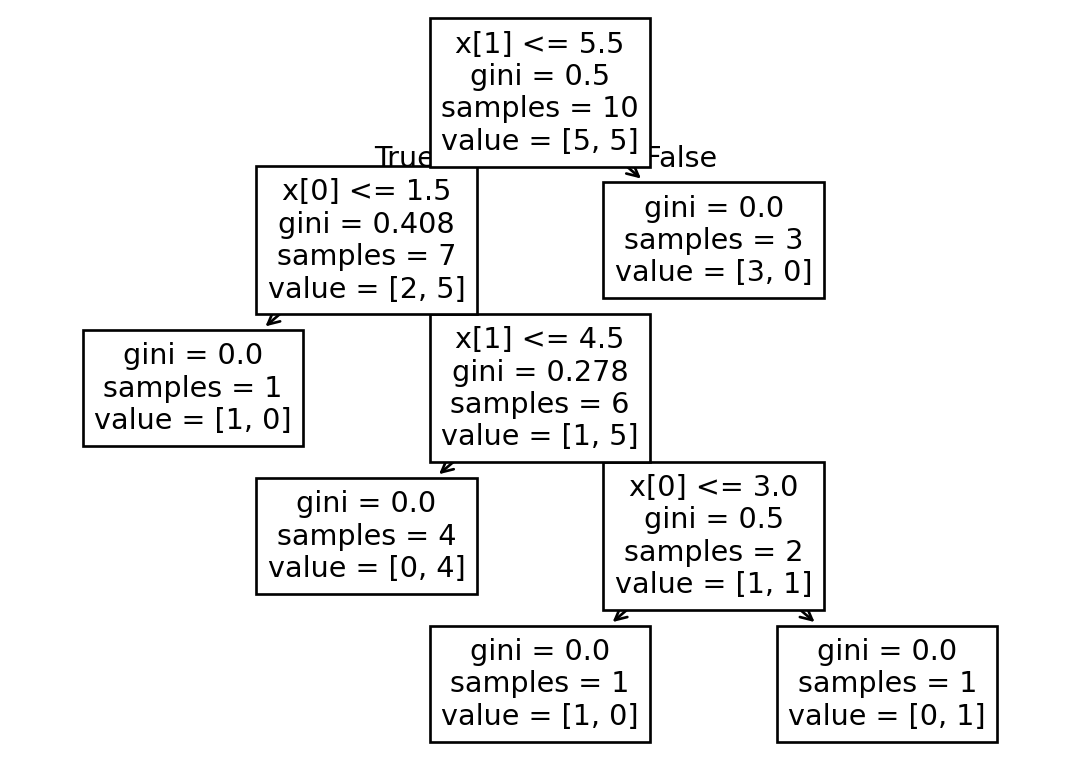 x[1] <= 5.5
gini = 0.5
samples = 10
value = [5, 5]
True
False
x[0] <= 1.5
gini = 0.408
samples = 7
value = [2, 5]
gini = 0.0
samples = 3
value = [3, 0]
gini = 0.0
samples = 1
value = [1, 0]
x[1] <= 4.5
gini = 0.278
samples = 6
value = [1, 5]
gini = 0.0
samples = 4
value = [0, 4]
x[0] <= 3.0
gini = 0.5
samples = 2
value = [1, 1]
gini = 0.0
samples = 1
value = [1, 0]
gini = 0.0
samples = 1
value = [0, 1]